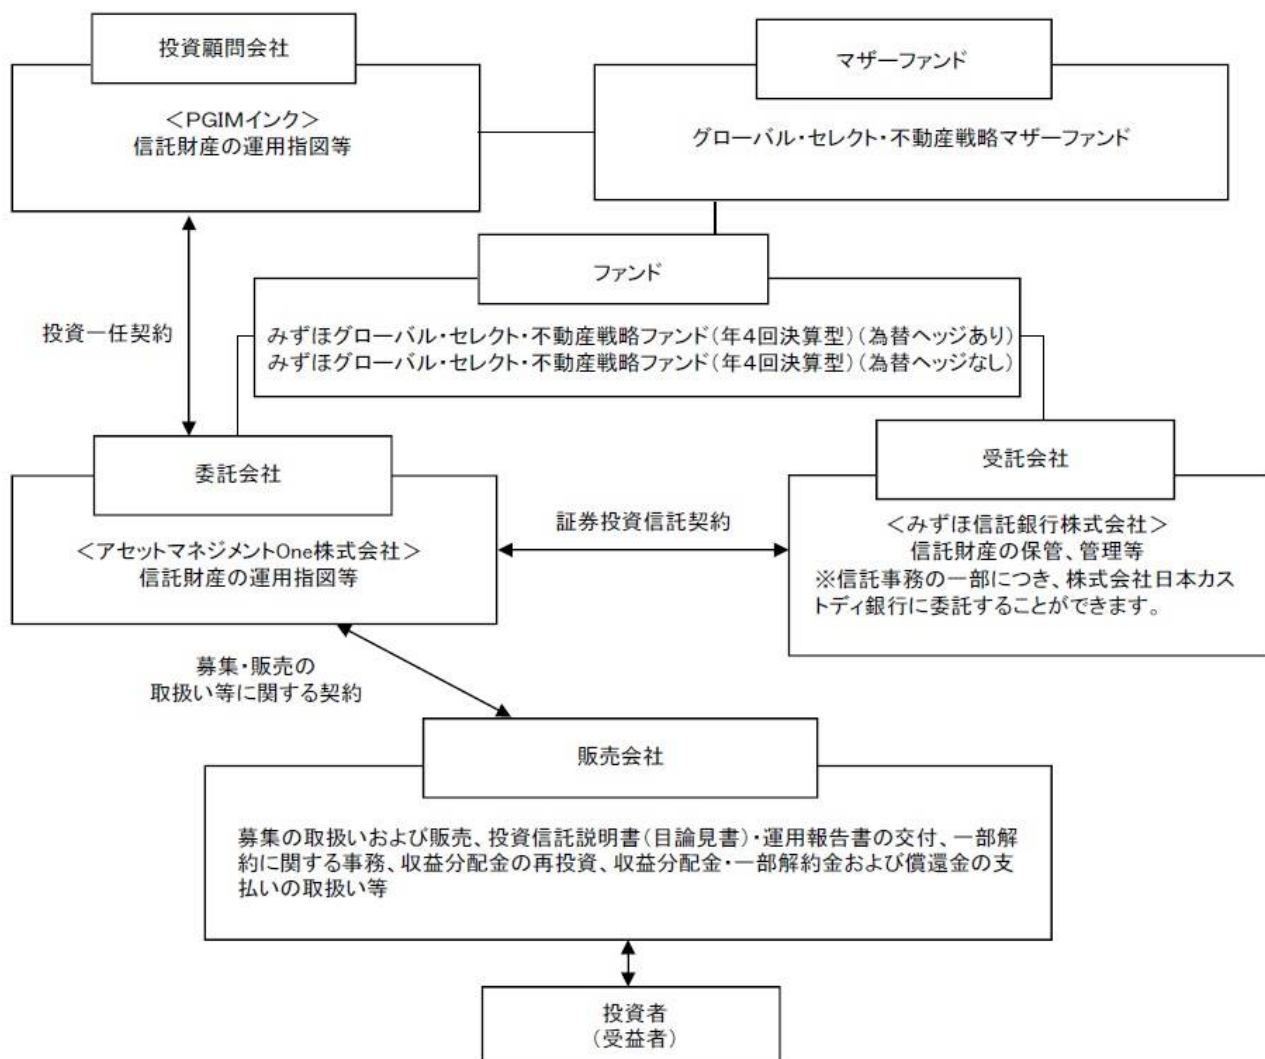 投資顧問会社
＜PGIMインク＞
信託財産の運用指図等
マザーファンド
グローバル・セレクト・不動産戦略マザーファンド
ファンド
みずほグローバル・セレクト・不動産戦略ファンド(年4回決算型)(為替ヘッジあり)
みずほグローバル・セレクト・不動産戦略ファンド(年4回決算型)(為替ヘッジなし)
投資一任契約
委託会社
＜アセットマネジメントOne株式会社＞
信託財産の運用指図等
証券投資信託契約
受託会社
＜みずほ信託銀行株式会社＞
信託財産の保管、管理等
※信託事務の一部につき、株式会社日本カス
トディ銀行に委託することができます。
募集・販売の
取扱い等に関する契約
販売会社
募集の取扱いおよび販売、投資信託説明書(目論見書)・運用報告書の交付、一部解
約に関する事務、収益分配金の再投資、収益分配金・一部解約金および償還金の支
払いの取扱い等
投資者
(受益者)